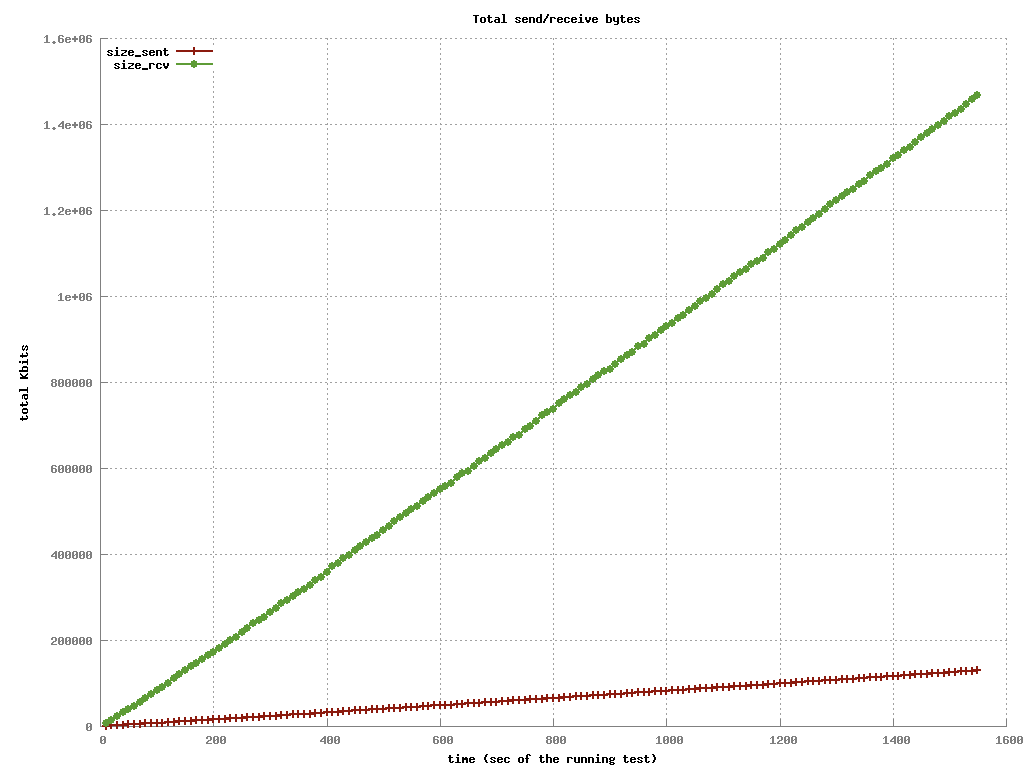 Total send/receive bytes
1.6e+06
size_sent
size_rcv
1.4e+06
1.2e+06
1e+06
800000
total Kbits
600000
400000
200000
0
0 200 400 600 800 1000 1200 1400 1600
time (sec of the running test)